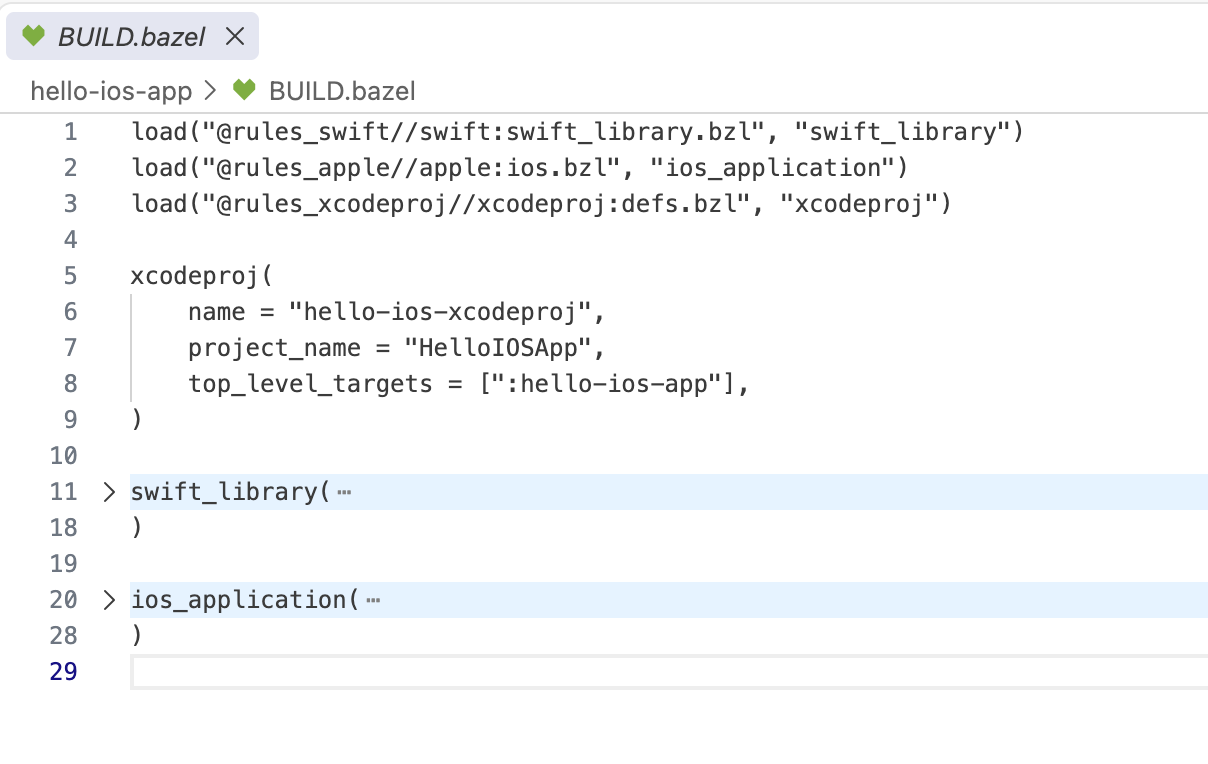 BUILD.bazel
hello-ios-app > BUILD.bazel
1 load("@rules_swift//swift:swift_library.bzl", "swift_library")
2 load("@rules_apple//apple:ios.bzl", "ios_application")
3 load("@rules_xcodeproj//xcodeproj:defs.bzl", "xcodeproj")
4
5 xcodeproj(
6     name = "hello-ios-xcodeproj",
7     project_name = "HelloIOSApp",
8     top_level_targets = [":hello-ios-app"],
9 )
10
11 > swift_library( ⋯
18 )
19
20 > ios_application( ⋯
28 )
29